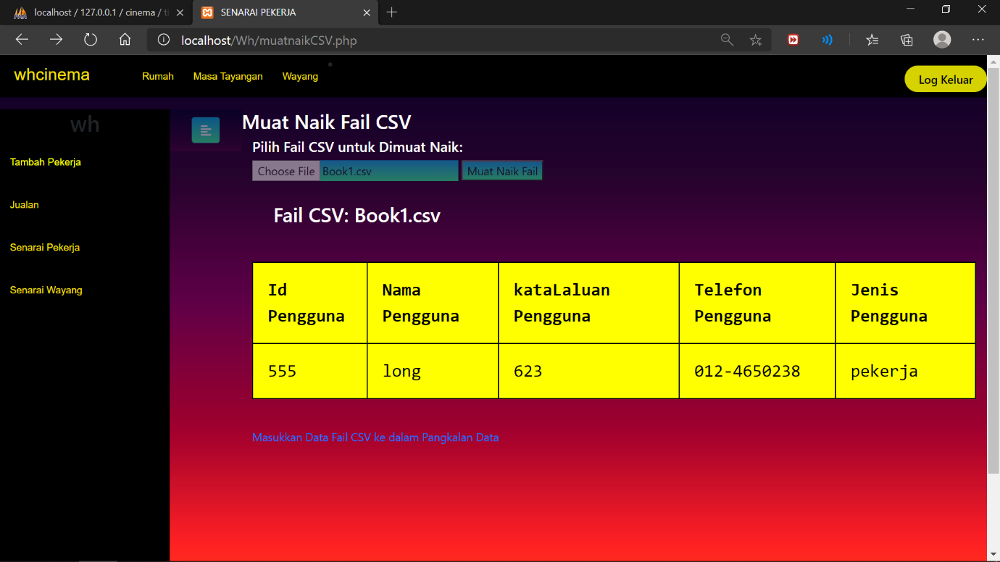 localhost / 127.0.0.1 / cinema / ti
SENARAI PEKERJA
localhost/Wh/muatnaikCSV.php
whcinema
Rumah
Masa Tayangan
Wayang
Log Keluar
wh
Tambah Pekerja
Jualan
Senarai Pekerja
Senarai Wayang
Muat Naik Fail CSV
Pilih Fail CSV untuk Dimuat Naik:
Choose File Book1.csv Muat Naik Fail
Fail CSV: Book1.csv
Id Nama kataLaluan Telefon Jenis
Pengguna Pengguna Pengguna Pengguna Pengguna
555 long 623 012-4650238 pekerja
Masukkan Data Fail CSV ke dalam Pangkalan Data